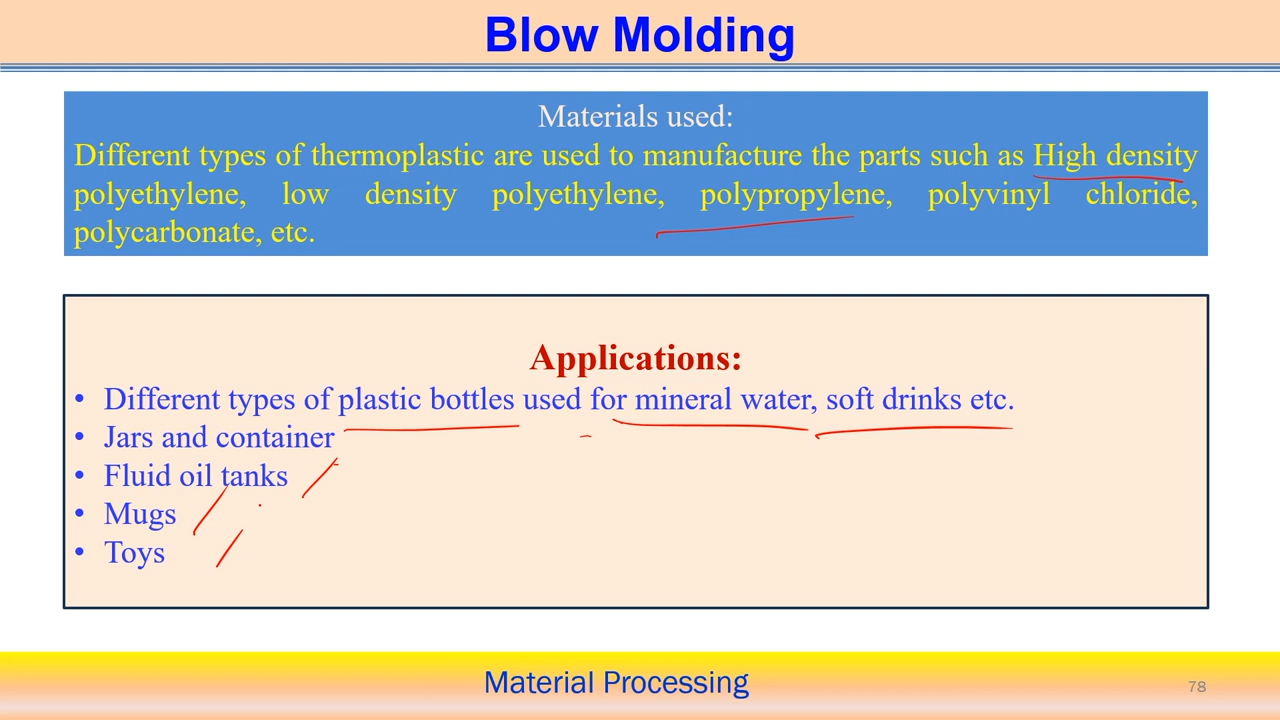 Blow Molding
Materials used:
Different types of thermoplastic are used to manufacture the parts such as High density
polyethylene, low density polyethylene, polypropylene, polyvinyl chloride,
polycarbonate, etc.
Applications:
• Different types of plastic bottles used for mineral water, soft drinks etc.
• Jars and container
• Fluid oil tanks
• Mugs
• Toys
Material Processing
78